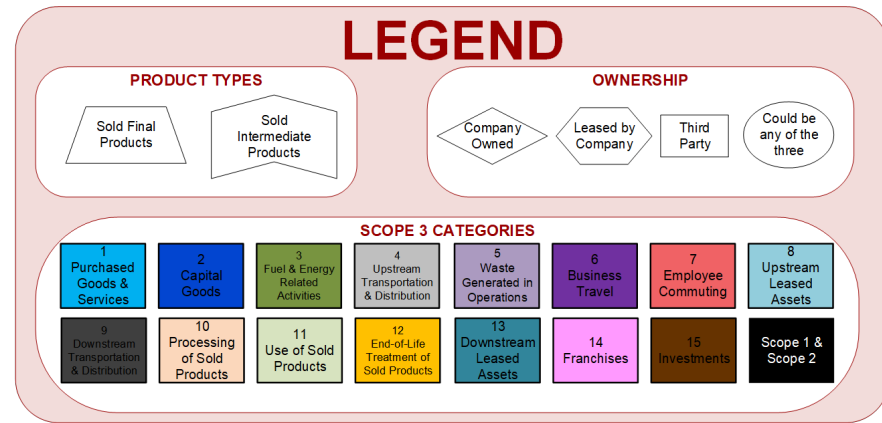 LEGEND
PRODUCT TYPES
Sold Final
Products
Sold
Intermediate
Products
OWNERSHIP
Company
Owned
Leased by
Company
Third
Party
Could be
any of the
three
SCOPE 3 CATEGORIES
1
Purchased
Goods &
Services
2
Capital
Goods
3
Fuel & Energy
Related
Activities
4
Upstream
Transportation
& Distribution
5
Waste
Generated in
Operations
6
Business
Travel
7
Employee
Commuting
8
Upstream
Leased
Assets
9
Downstream
Transportation
& Distribution
10
Processing
of Sold
Products
11
Use of Sold
Products
12
End-of-Life
Treatment of
Sold Products
13
Downstream
Leased
Assets
14
Franchises
15
Investments
Scope 1 &
Scope 2